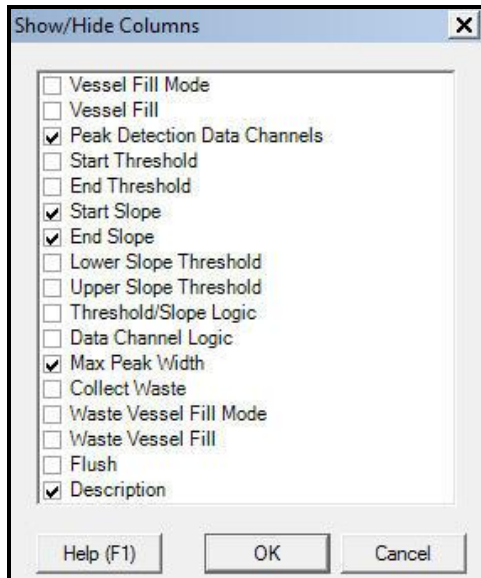 Show/Hide Columns
Vessel Fill Mode
Vessel Fill
Peak Detection Data Channels
Start Threshold
End Threshold
Start Slope
End Slope
Lower Slope Threshold
Upper Slope Threshold
Threshold/Slope Logic
Data Channel Logic
Max Peak Width
Collect Waste
Waste Vessel Fill Mode
Waste Vessel Fill
Flush
Description
Help (F1) OK Cancel